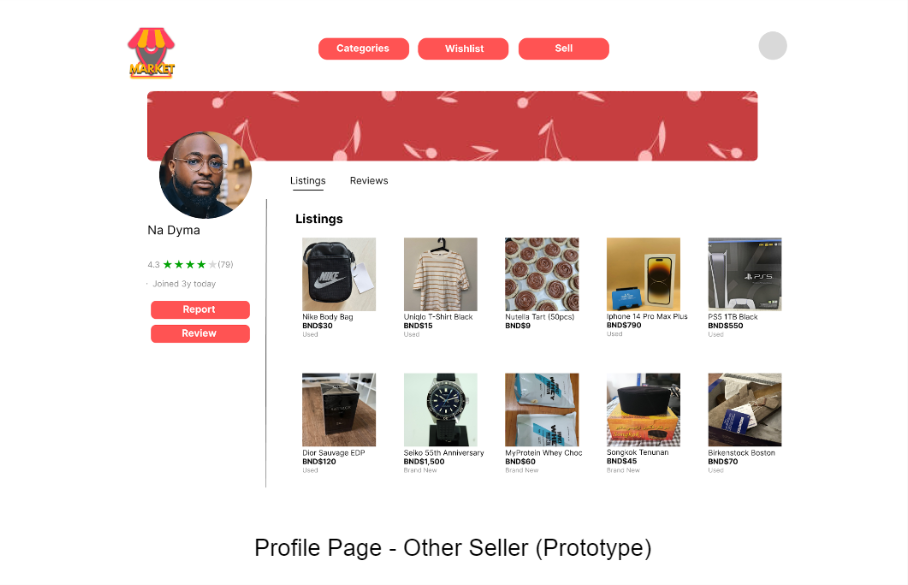 MARKET
Categories
Wishlist
Sell
Listings
Reviews
Na Dyma
4.3 ★★★★★(79)
· Joined 3y today
Report
Review
Listings
NIKE
Nike Body Bag
BND$30
Used
Uniqlo T-Shirt Black
BND$15
Used
Nutella Tart (50pcs)
BND$9
Iphone 14 Pro Max Plus
BND$790
Used
PS5
PS5 1TB Black
BND$550
Used
Dior Sauvage EDP
BND$120
Used
Seiko 55th Anniversary
BND$1,500
Brand New
MyProtein Whey Choc
BND$60
Brand New
Songkok Tenunan
BND$45
Brand New
Birkenstock Boston
BND$70
Used
Profile Page - Other Seller (Prototype)